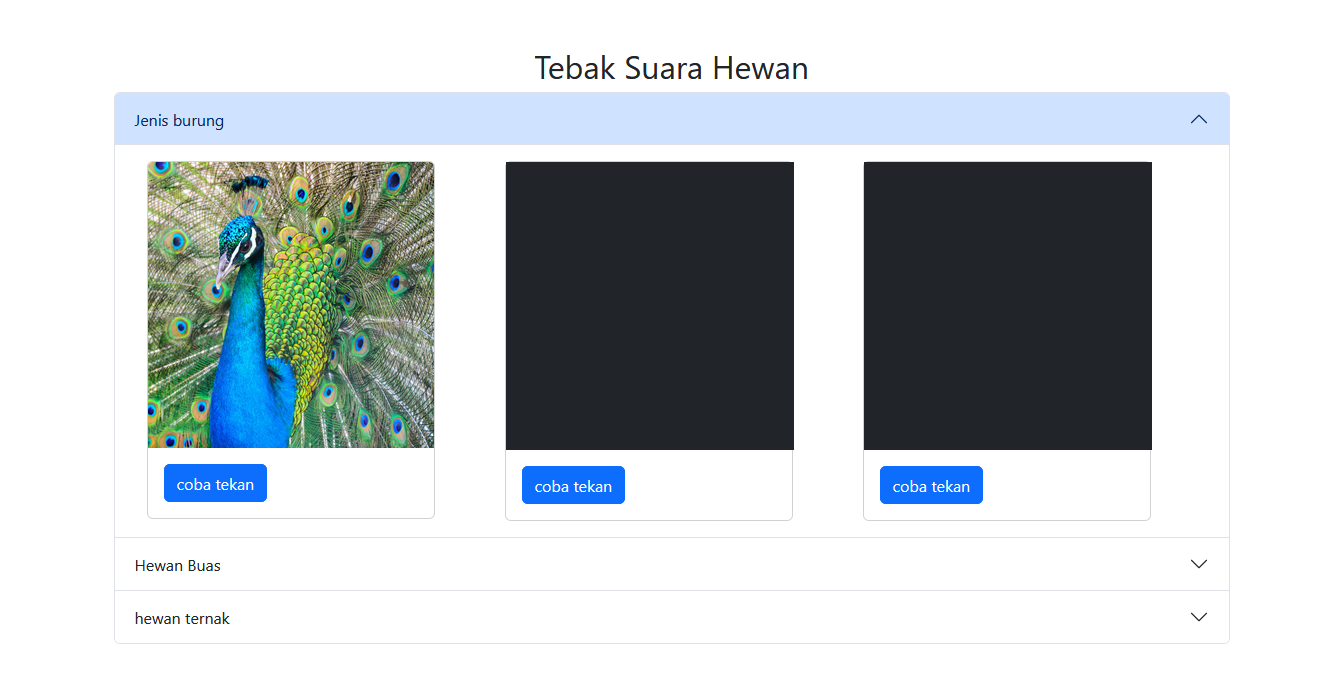 Tebak Suara Hewan
Jenis burung
coba tekan
coba tekan
coba tekan
Hewan Buas
hewan ternak